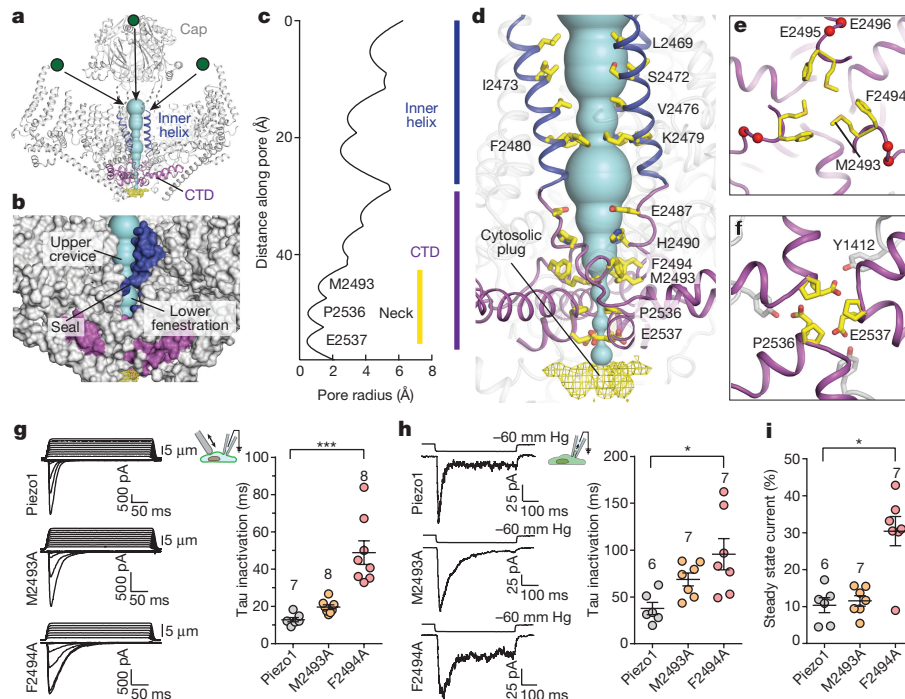 a
Cap
Inner
helix
CTD
b
Upper
crevice
Seal
Lower
fenestration
c
Distance along pore (Å)
0
20
40
M2493
P2536
E2537
Neck
0 2 4 6 8
Pore radius (Å)
Inner
helix
CTD
d
L2469
I2473
S2472
V2476
K2479
F2480
E2487
H2490
Cytosolic
plug
F2494
M2493
P2536
E2537
e
E2495
E2496
F2494
M2493
f
Y1412
P2536
E2537
g
Piezo1
5 μm
500 pA
50 ms
M2493A
5 μm
500 pA
50 ms
F2494A
5 μm
500 pA
50 ms
Tau inactivation (ms)
100
80
60
40
20
0
***
7
8
8
Piezo1
M2493A
F2494A
h
–60 mm Hg
Piezo1
25 pA
100 ms
–60 mm Hg
M2493A
25 pA
100 ms
–60 mm Hg
F2494A
25 pA
100 ms
Tau inactivation (ms)
200
150
100
50
0
*
6
7
7
Piezo1
M2493A
F2494A
i
Steady state current (%)
50
40
30
20
10
0
*
6
7
7
Piezo1
M2493A
F2494A